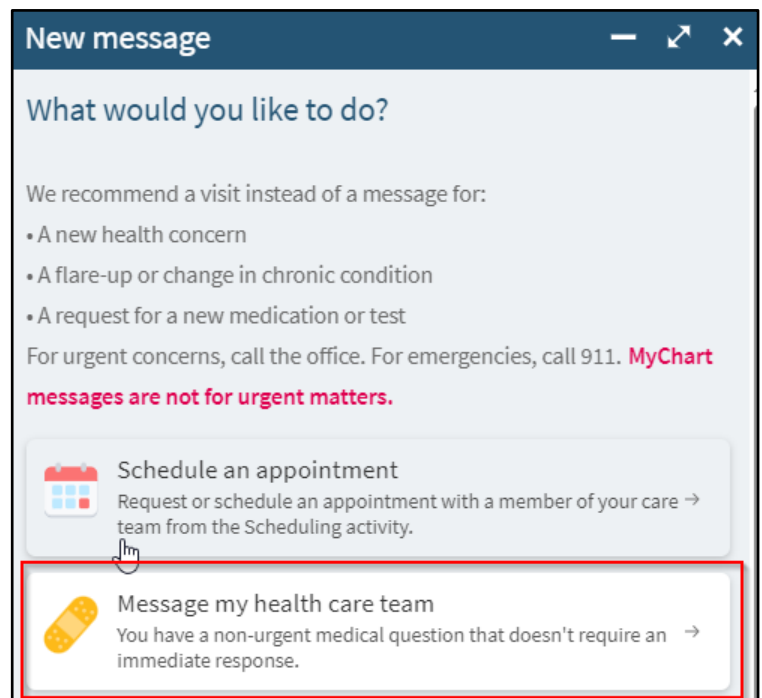 New message
What would you like to do?
We recommend a visit instead of a message for:
• A new health concern
• A flare-up or change in chronic condition
• A request for a new medication or test
For urgent concerns, call the office. For emergencies, call 911. MyChart
messages are not for urgent matters.
Schedule an appointment
Request or schedule an appointment with a member of your care
team from the Scheduling activity.
Message my health care team
You have a non-urgent medical question that doesn't require an
immediate response.